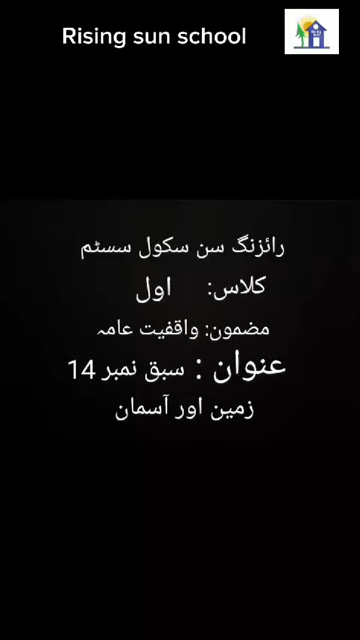 Rising sun school
رائزنگ سن سکول سسٹم
کلاس: اول
مضمون: واقفیت عامہ
عنوان : سبق نمبر 14
زمین اور آسمان